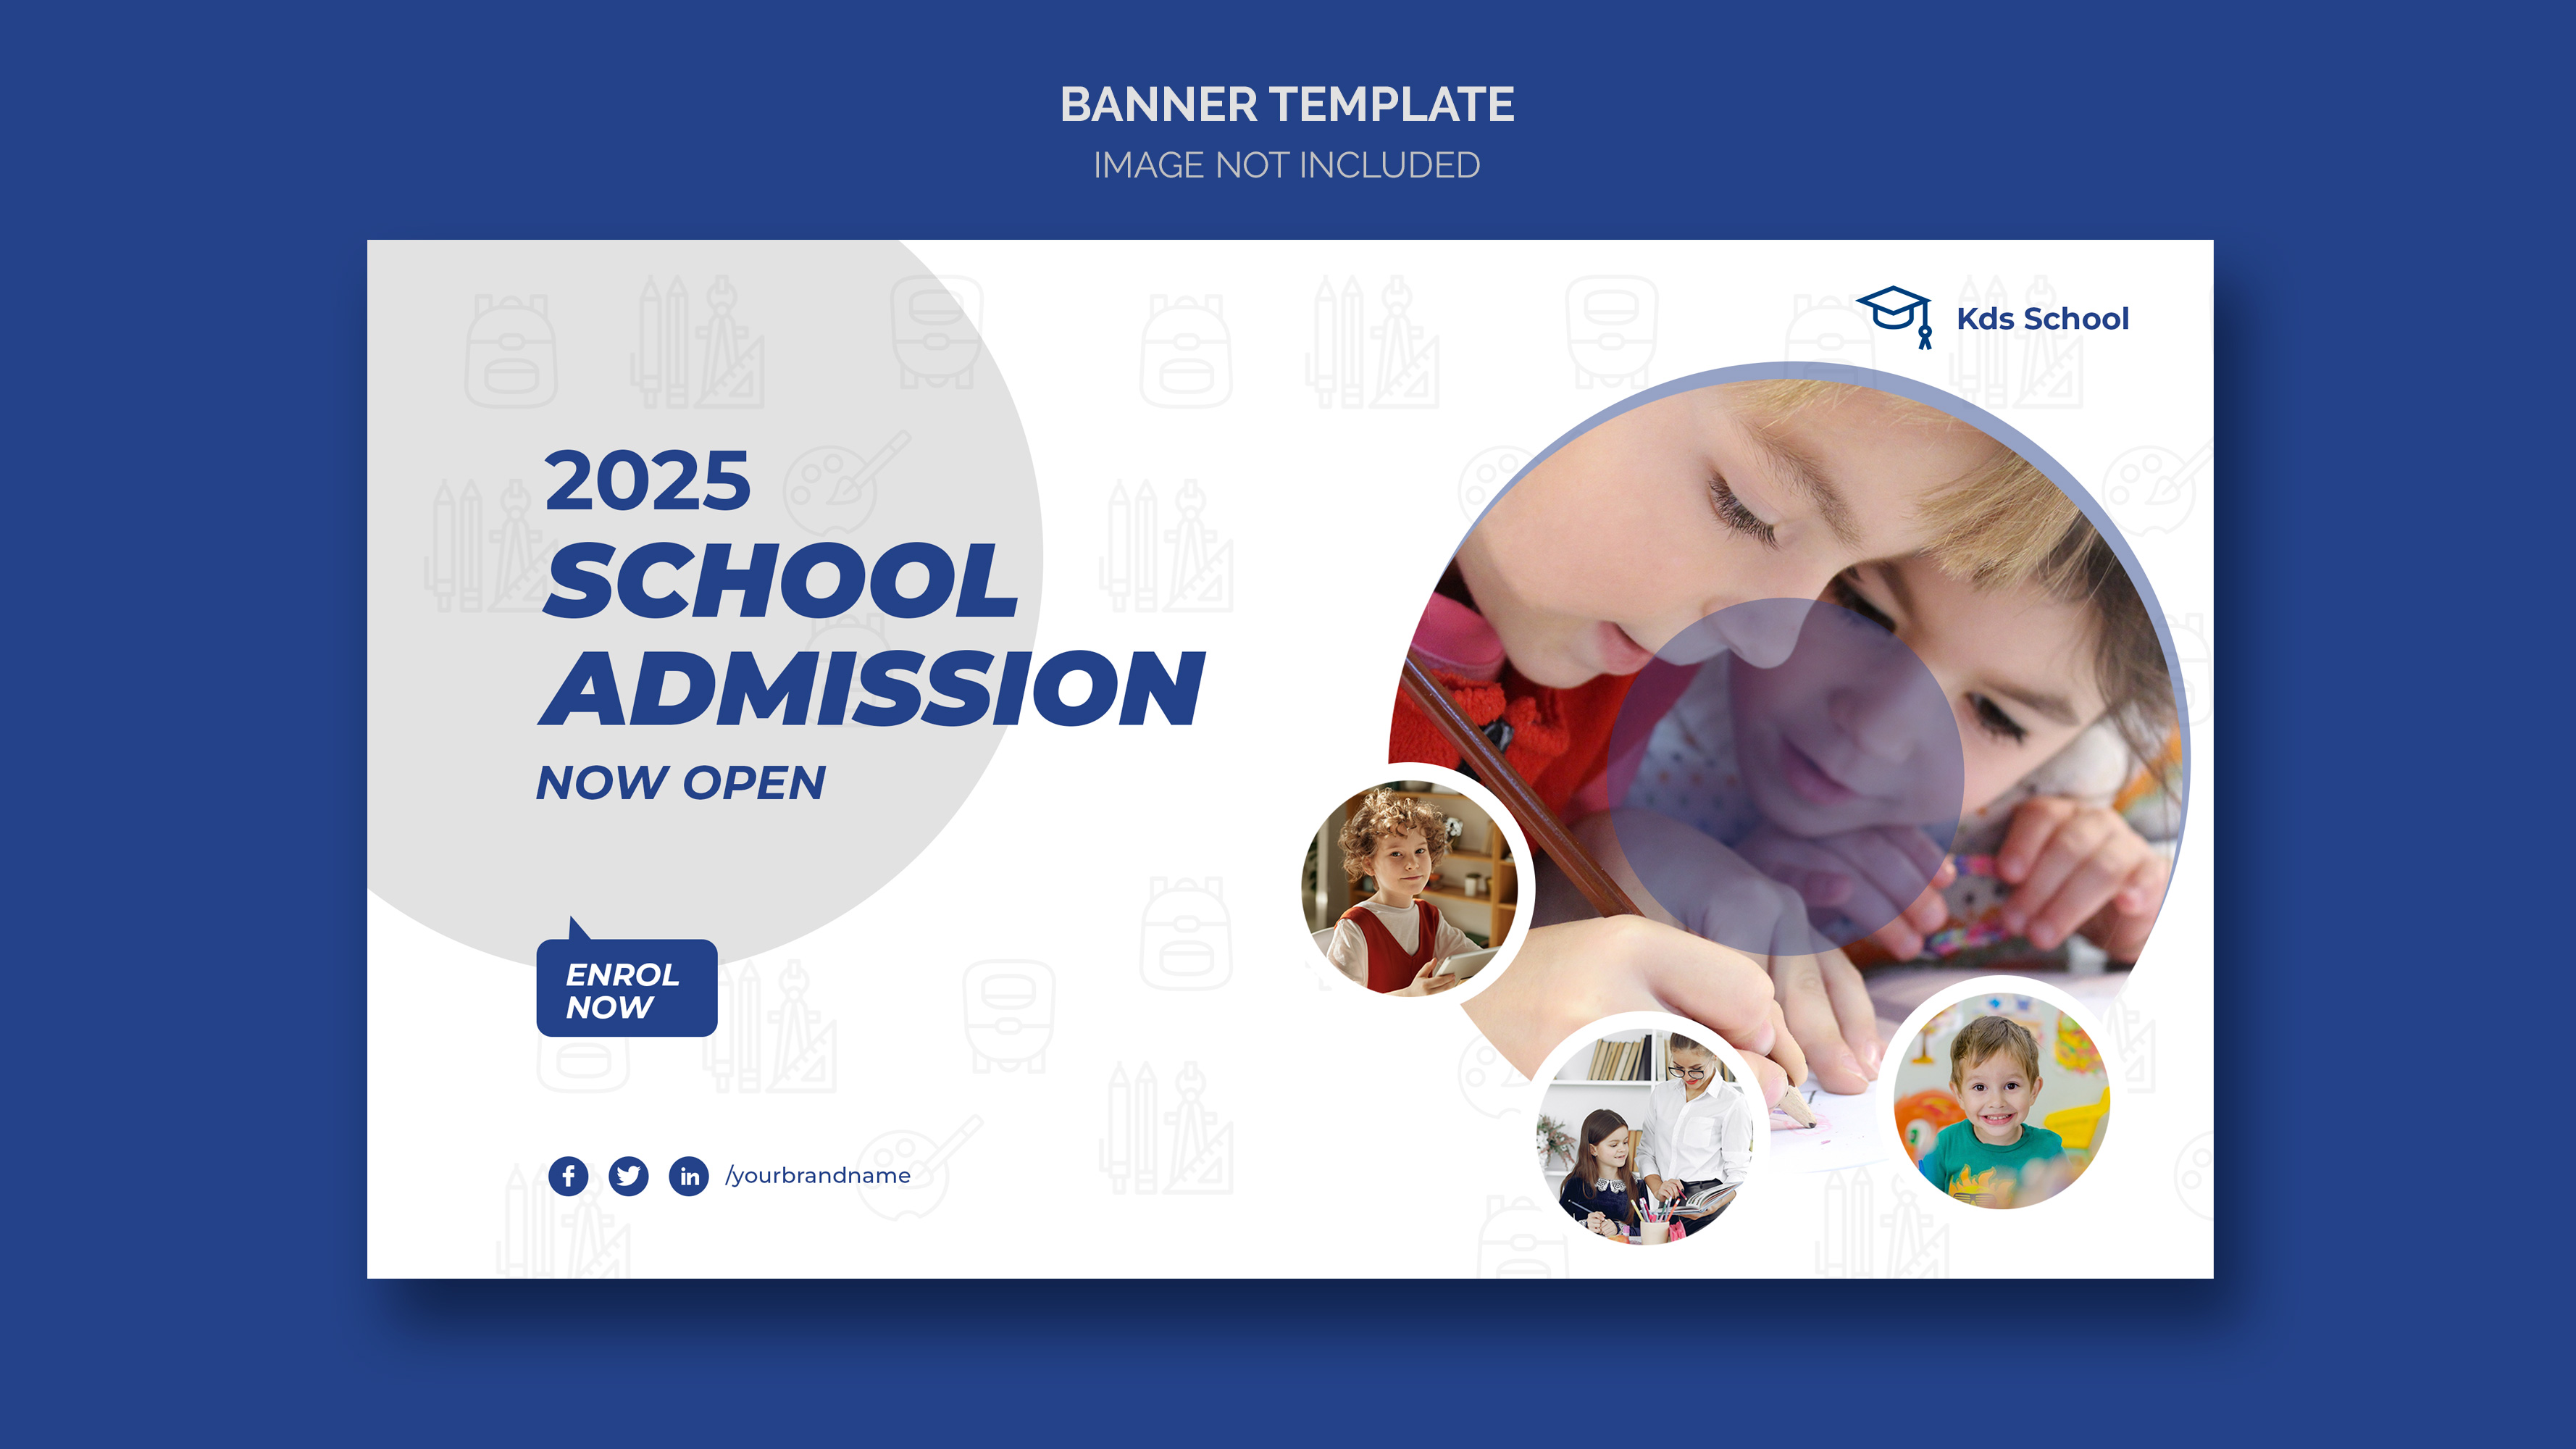 BANNER TEMPLATE
IMAGE NOT INCLUDED
Kds School
2025
SCHOOL
ADMISSION
NOW OPEN
ENROL
NOW
/yourbrandname